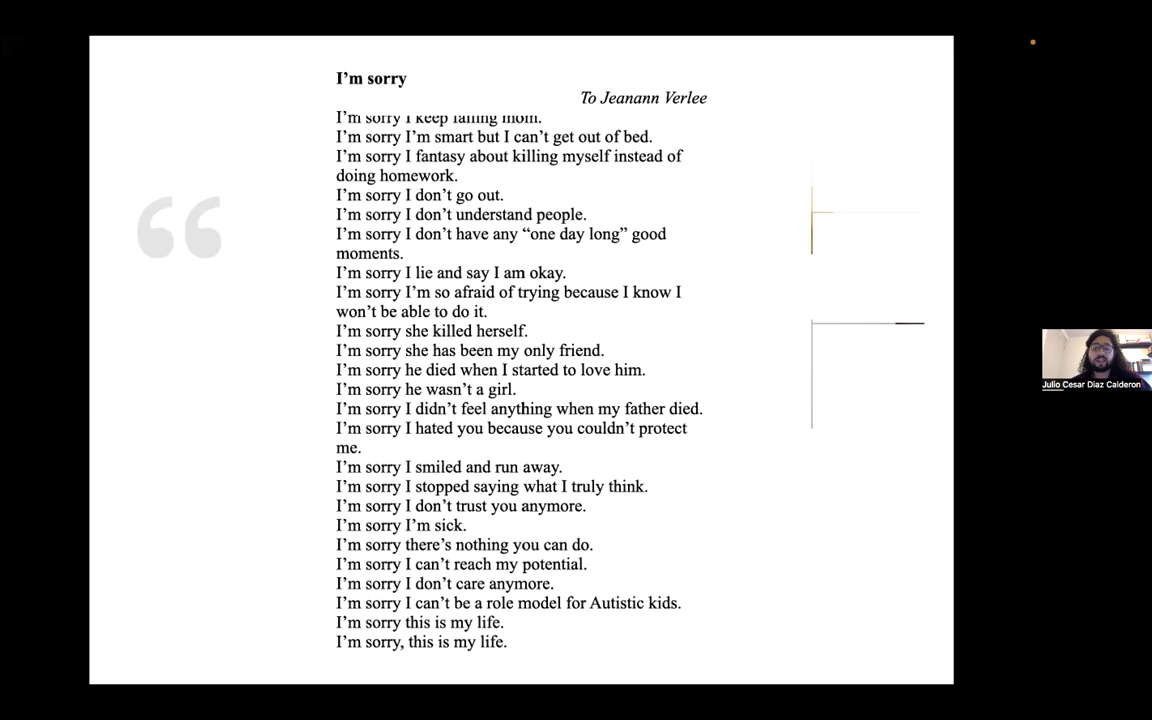 I'm sorry
To Jeanann Verlee
I'm sorry I keep failing mom.
I'm sorry I'm smart but I can't get out of bed.
I'm sorry I fantasy about killing myself instead of
doing homework.
I'm sorry I don't go out.
I'm sorry I don't understand people.
I'm sorry I don't have any “one day long” good
moments.
I'm sorry I lie and say I am okay.
I'm sorry I'm so afraid of trying because I know I
won't be able to do it.
I'm sorry she killed herself.
I'm sorry she has been my only friend.
I'm sorry he died when I started to love him.
I'm sorry he wasn't a girl.
I'm sorry I didn't feel anything when my father died.
I'm sorry I hated you because you couldn't protect
me.
I'm sorry I smiled and run away.
I'm sorry I stopped saying what I truly think.
I'm sorry I don't trust you anymore.
I'm sorry I'm sick.
I'm sorry there's nothing you can do.
I'm sorry I can't reach my potential.
I'm sorry I don't care anymore.
I'm sorry I can't be a role model for Autistic kids.
I'm sorry this is my life.
I'm sorry, this is my life.
Julio Cesar Diaz Calderon